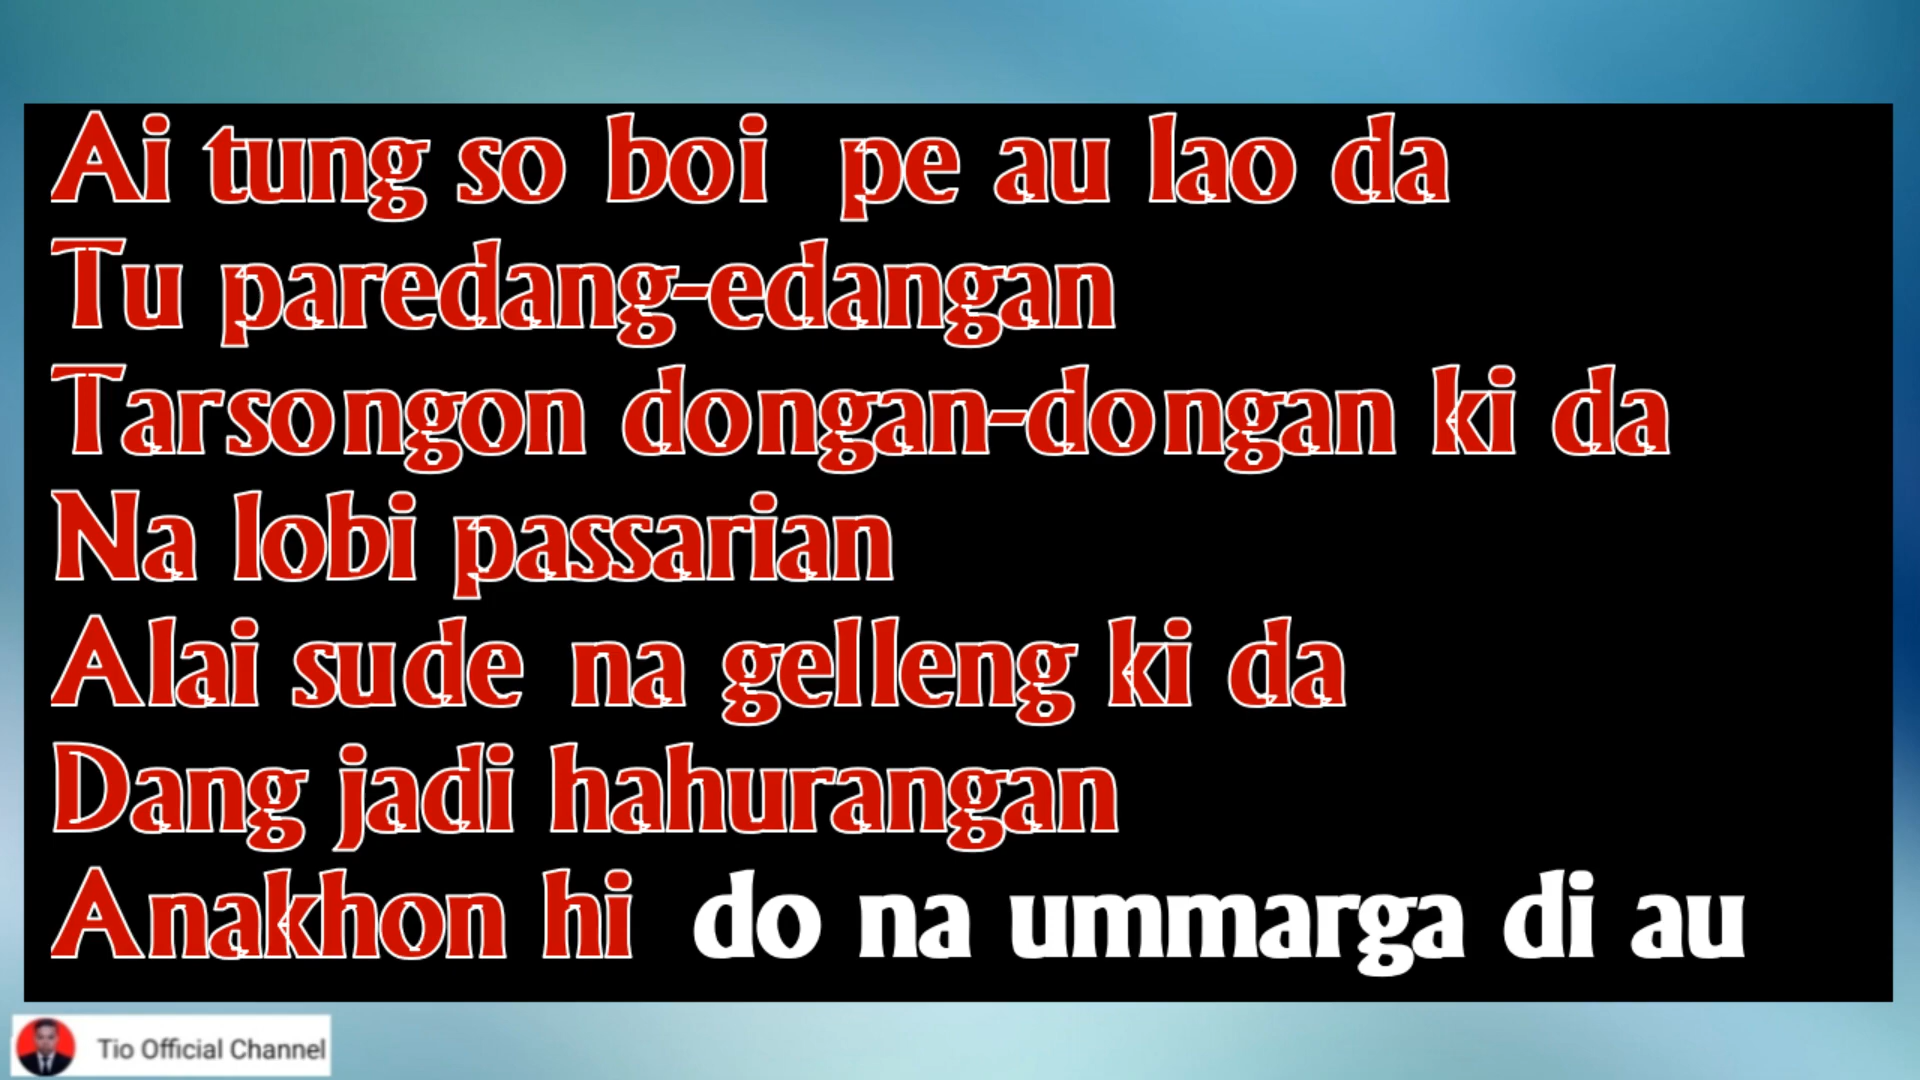 Ai tung so boi pe au lao da
Tu paredang-edangan
Tarsongon dongan-dongan ki da
Na lobi passarian
Alai sude na gelleng ki da
Dang jadi hahurangan
Anakhon hi do na ummarga di au
Tio Official Channel